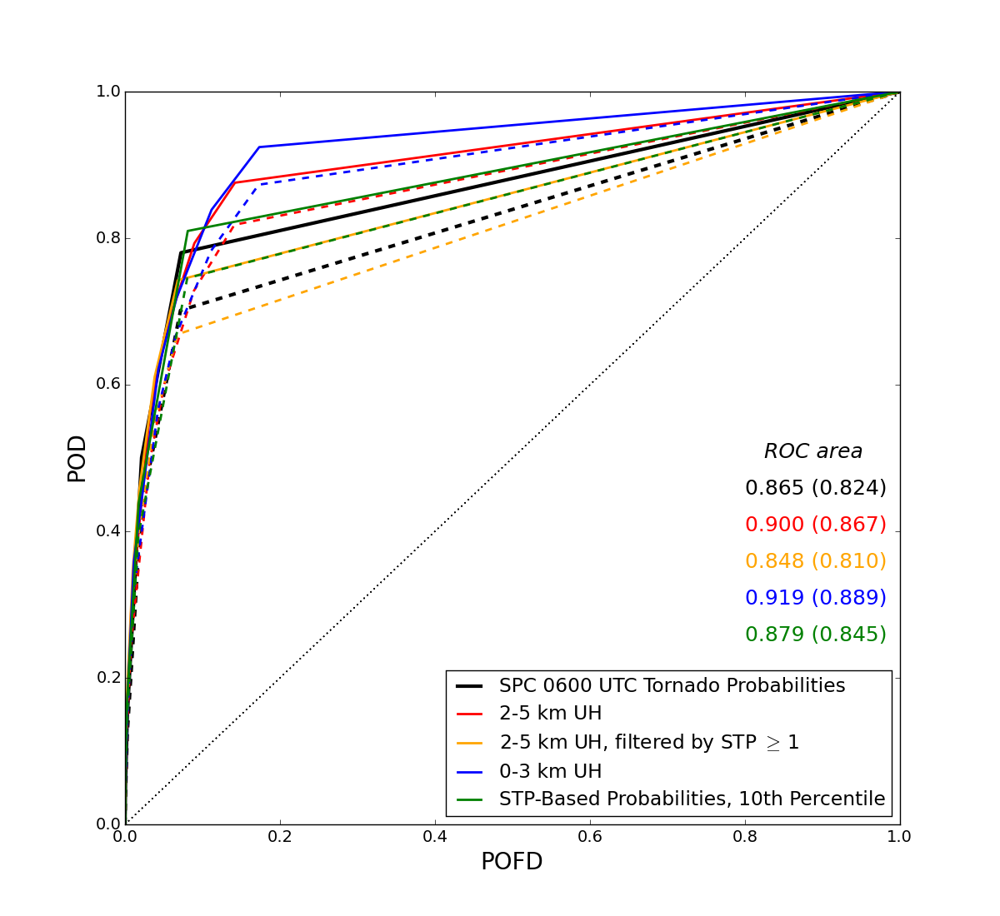 1.0
0.8
0.6
0.4
0.2
0.0
POD
ROC area
0.865 (0.824)
0.900 (0.867)
0.848 (0.810)
0.919 (0.889)
0.879 (0.845)
SPC 0600 UTC Tornado Probabilities
2-5 km UH
2-5 km UH, filtered by STP ≥ 1
0-3 km UH
STP-Based Probabilities, 10th Percentile
0.0 0.2 0.4 0.6 0.8 1.0
POFD